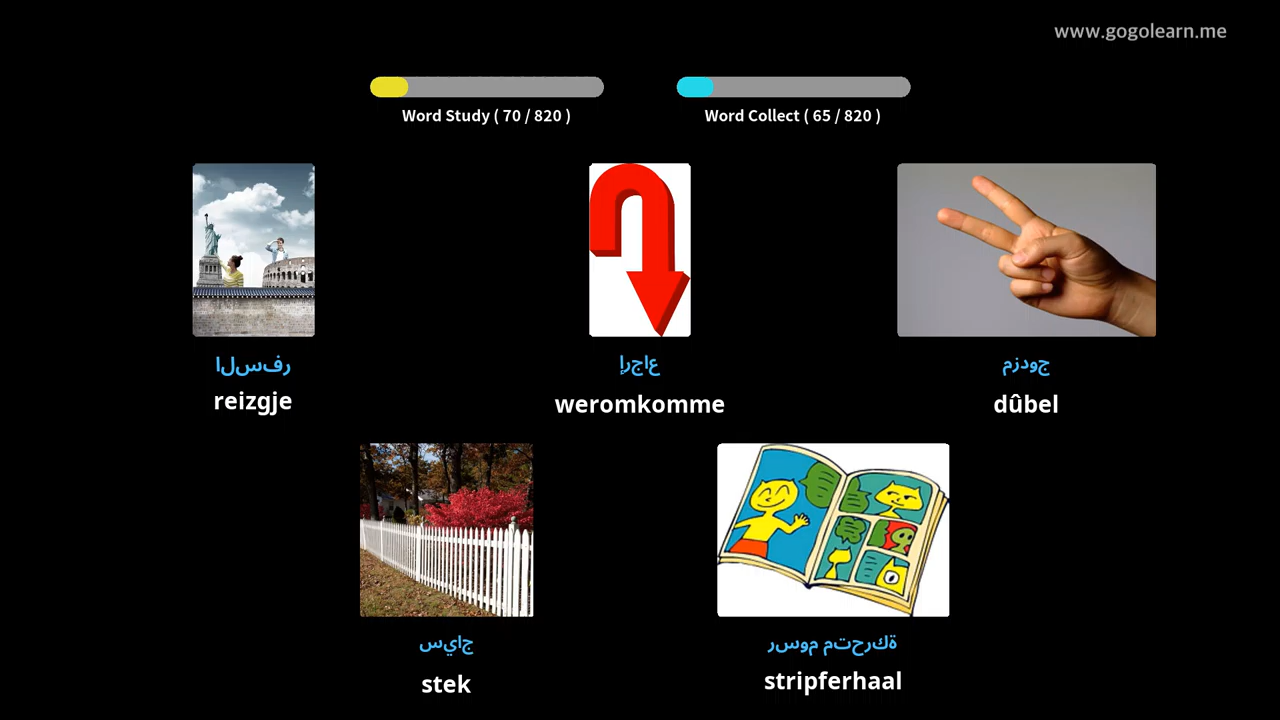 www.gogolearn.me
Word Study ( 70 / 820 )
Word Collect ( 65 / 820 )
السفر
إرجاع
مزدوج
reizgje
weromkomme
dûbel
سياج
رسوم متحركة
stek
stripferhaal